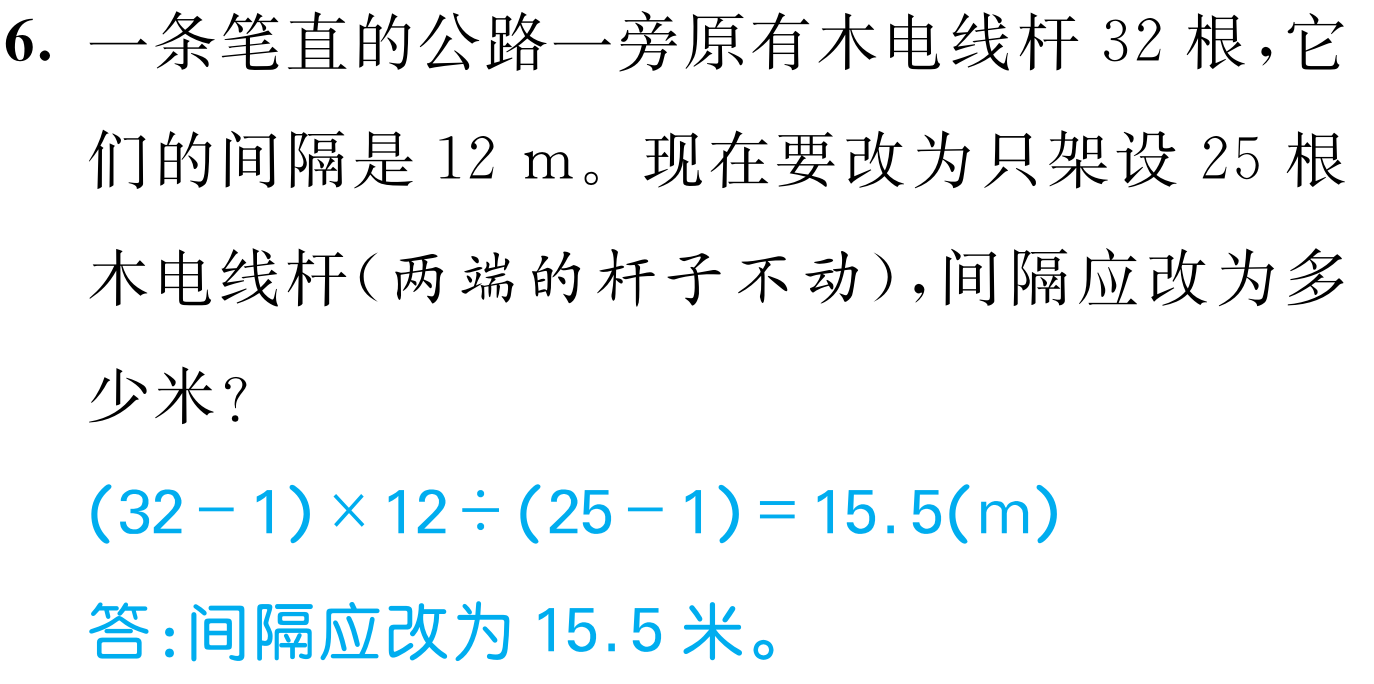 6. 一条笔直的公路一旁原有木电线杆 32 根,它
们的间隔是 12 m。现在要改为只架设 25 根
木电线杆(两端的杆子不动),间隔应改为多
少米?
(32-1)×12÷(25-1)=15.5(m)
答:间隔应改为 15.5 米。